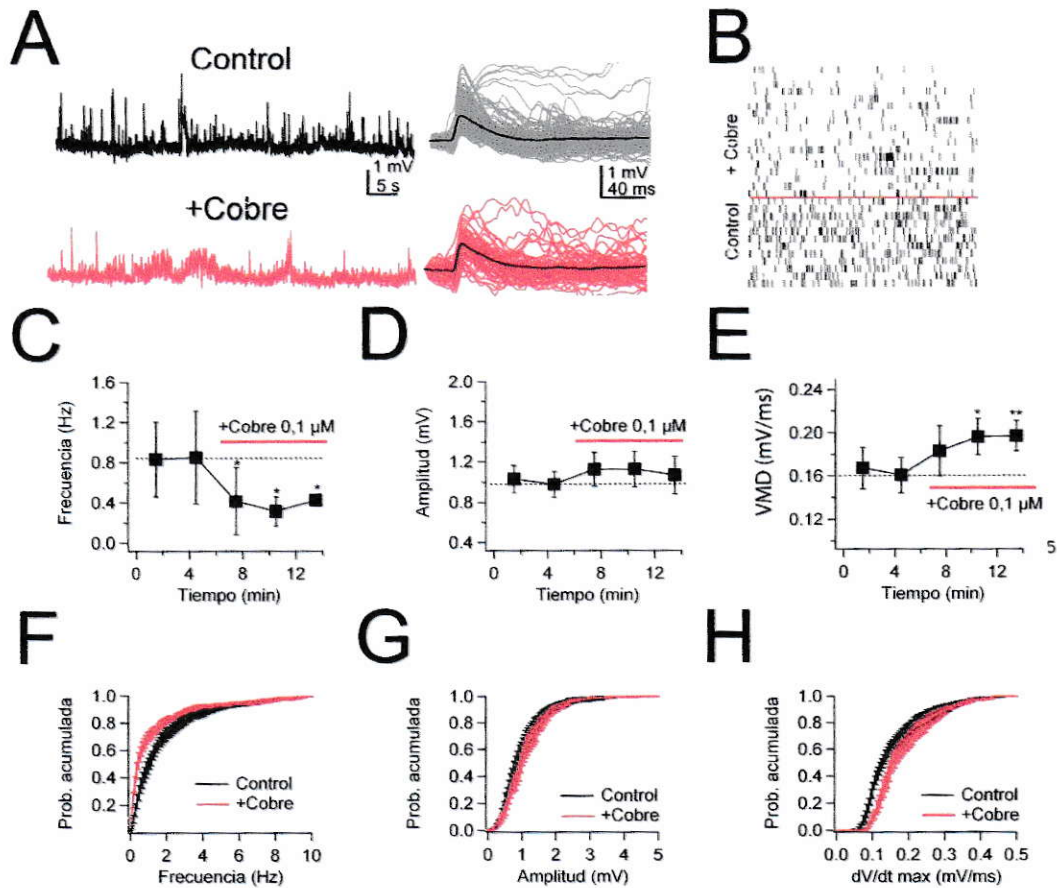 A
Control
1 mV
5 s
1 mV
40 ms
+Cobre
B
+ Cobre
Control
C
Frecuencia (Hz)
1.6
1.2
0.8
0.4
0.0
+Cobre 0,1 µM
*
*
*
0
4
8
12
Tiempo (min)
D
Amplitud (mV)
2.0
1.6
1.2
0.8
0.4
+Cobre 0,1 µM
0
4
8
12
Tiempo (min)
E
VMD (mV/ms)
0.24
0.20
0.16
0.12
*
**
+Cobre 0,1 µM
0
4
8
12
Tiempo (min)
5
F
Prob. acumulada
1.0
0.8
0.6
0.4
0.2
Control
+Cobre
0
2
4
6
8
10
Frecuencia (Hz)
G
Prob. acumulada
1.0
0.8
0.6
0.4
0.2
0.0
Control
+Cobre
0
1
2
3
4
5
Amplitud (mV)
H
Prob. acumulada
1.0
0.8
0.6
0.4
0.2
0.0
Control
+Cobre
0.0
0.1
0.2
0.3
0.4
0.5
dV/dt max (mV/ms)